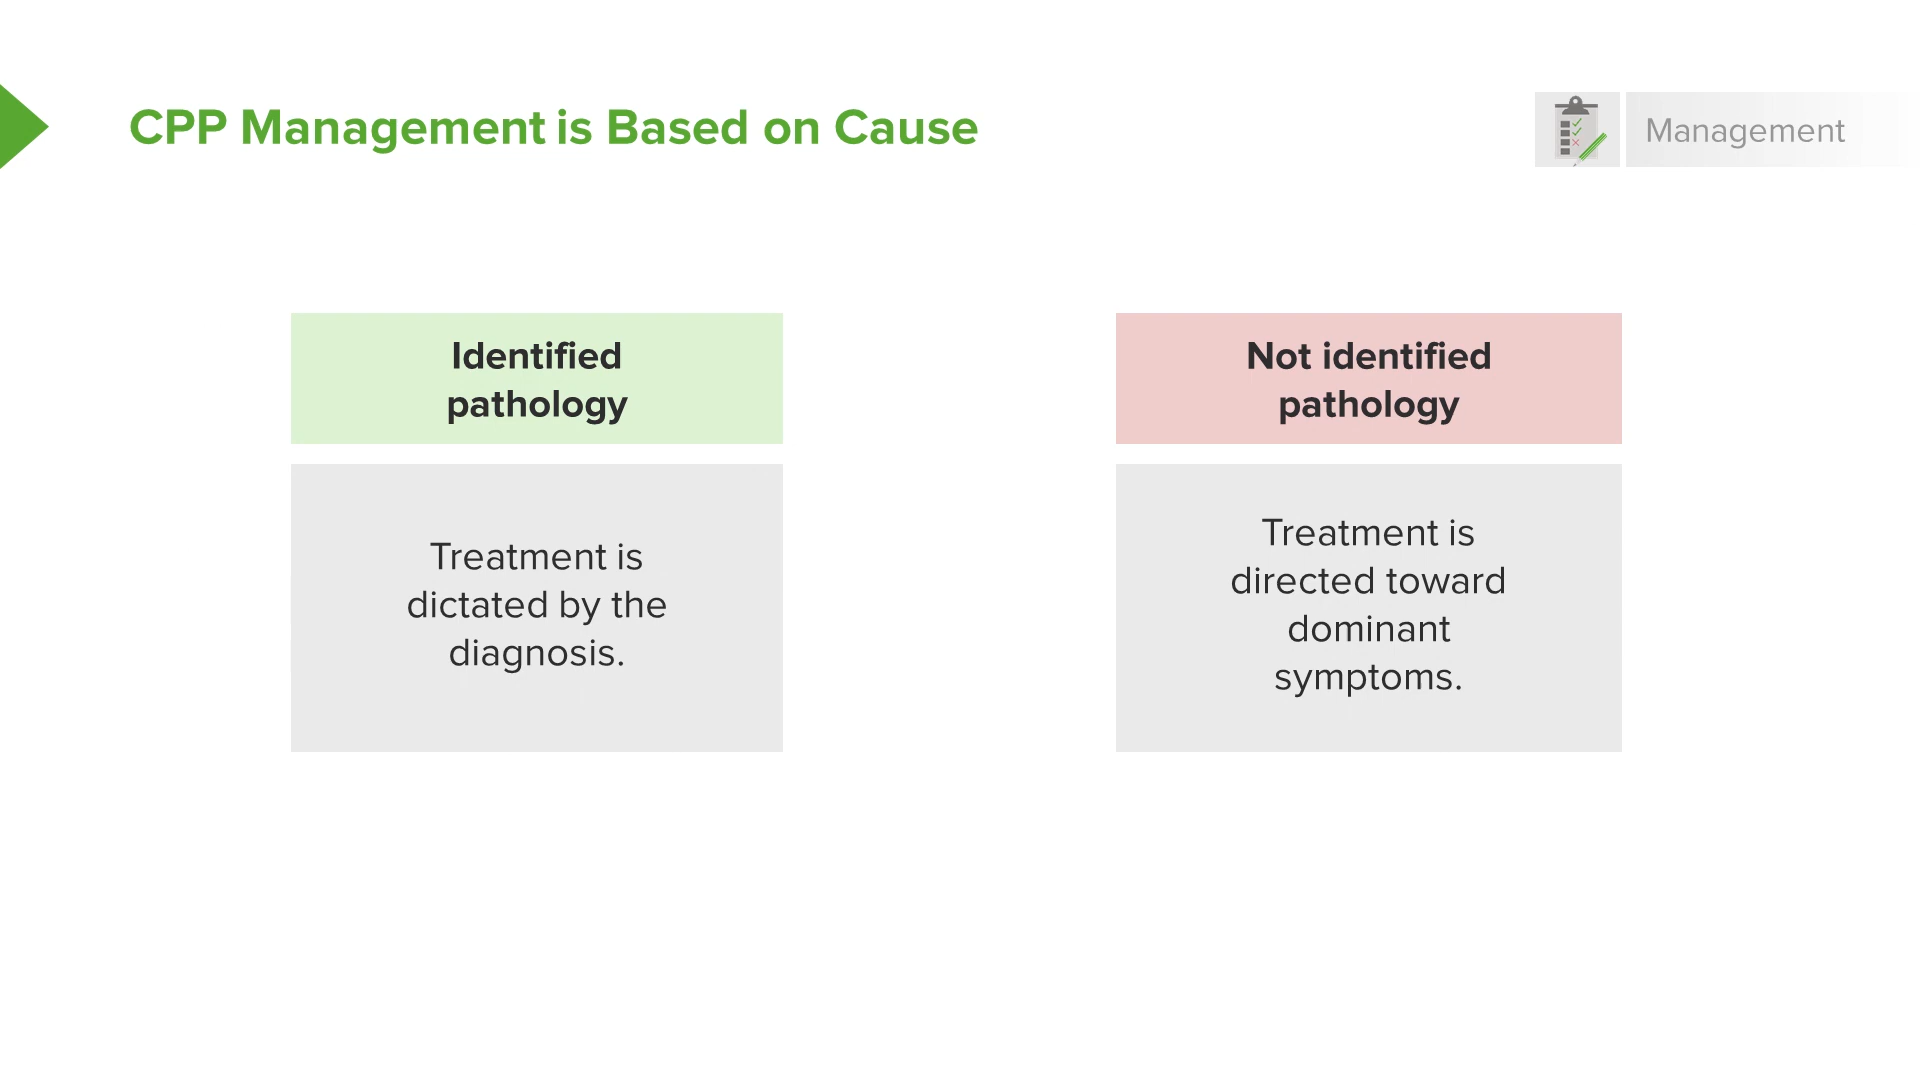 CPP Management is Based on Cause
Management
Identified
pathology
Treatment is
dictated by the
diagnosis.
Not identified
pathology
Treatment is
directed toward
dominant
symptoms.